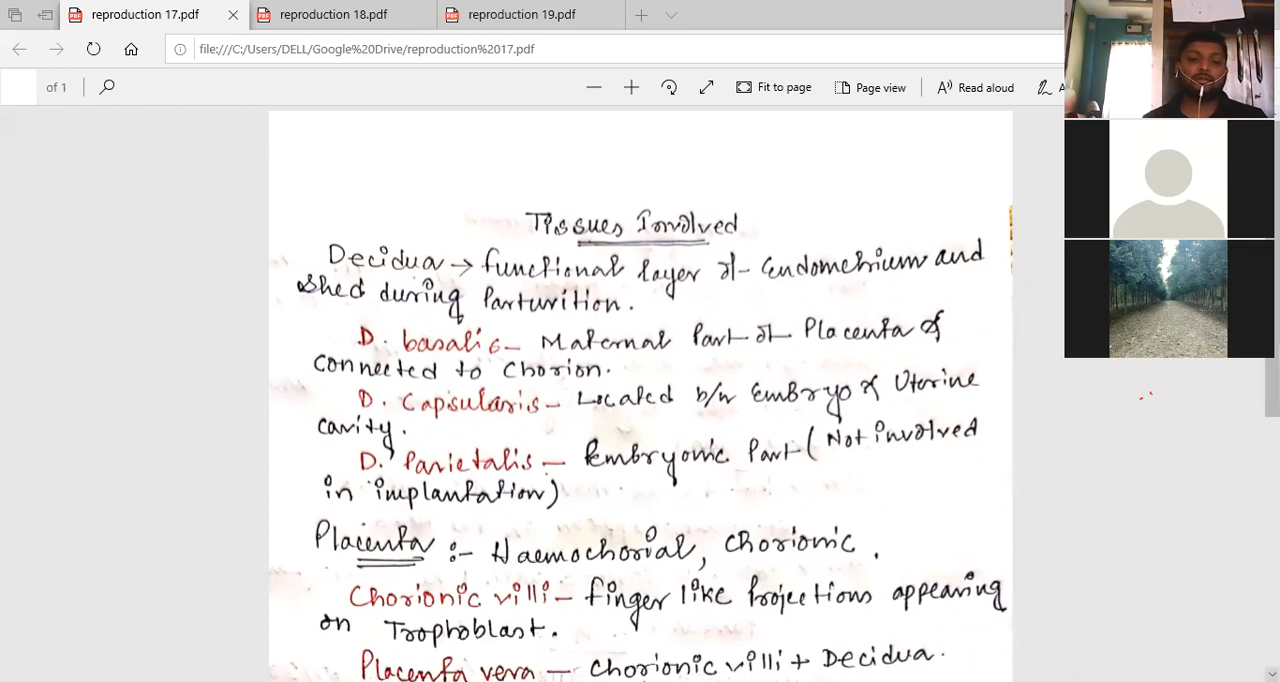 reproduction 17.pdf
reproduction 18.pdf
reproduction 19.pdf
file:///C:/Users/DELL/Google%20Drive/reproduction%2017.pdf
of 1
Fit to page
Page view
Read aloud
Tissues Involved
Decidua → functional layer of Endometrium and
shed during Parturition.
D. basalis - Maternal Part of Placenta &
connected to Chorion.
D. Capsularis - Located b/w Embryo & Uterine
cavity.
D. Parietalis - Embryonic Part (Not involved
in implantation)
Placenta :- Haemochorial, Chorionic.
Chorionic villi - finger like Projections appearing
on Trophoblast.
Placenta vera - Chorionic villi + Decidua.